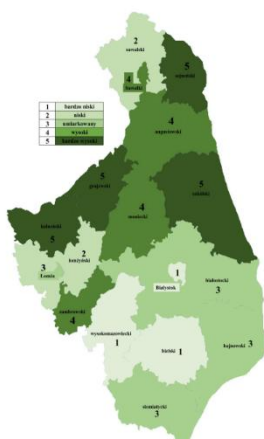 2
suwalski
4
Suwałki
5
sejneński
1 bardzo niski
2 niski
3 umiarkowany
4 wysoki
5 bardzo wysoki
4
augustowski
5
grajewski
4
moniecki
5
sokólski
kolneński
5
2
łomżyński
3
Łomża
1
Białystok
białostocki
3
zambrowski
4
wysokomazowiecki
1
bielski 1
hajnowski 3
siemiatycki
3